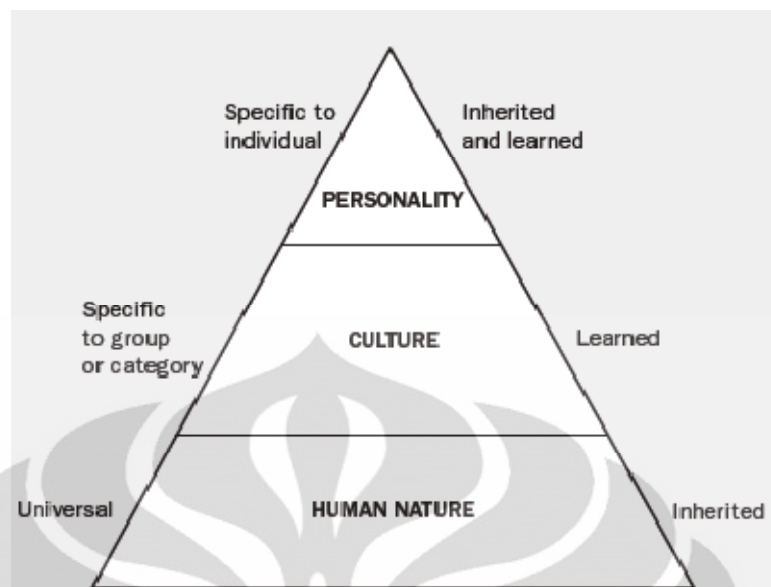 Specific to
individual
Inherited
and learned
PERSONALITY
Specific
to group
or category
CULTURE
Learned
Universal
HUMAN NATURE
Inherited